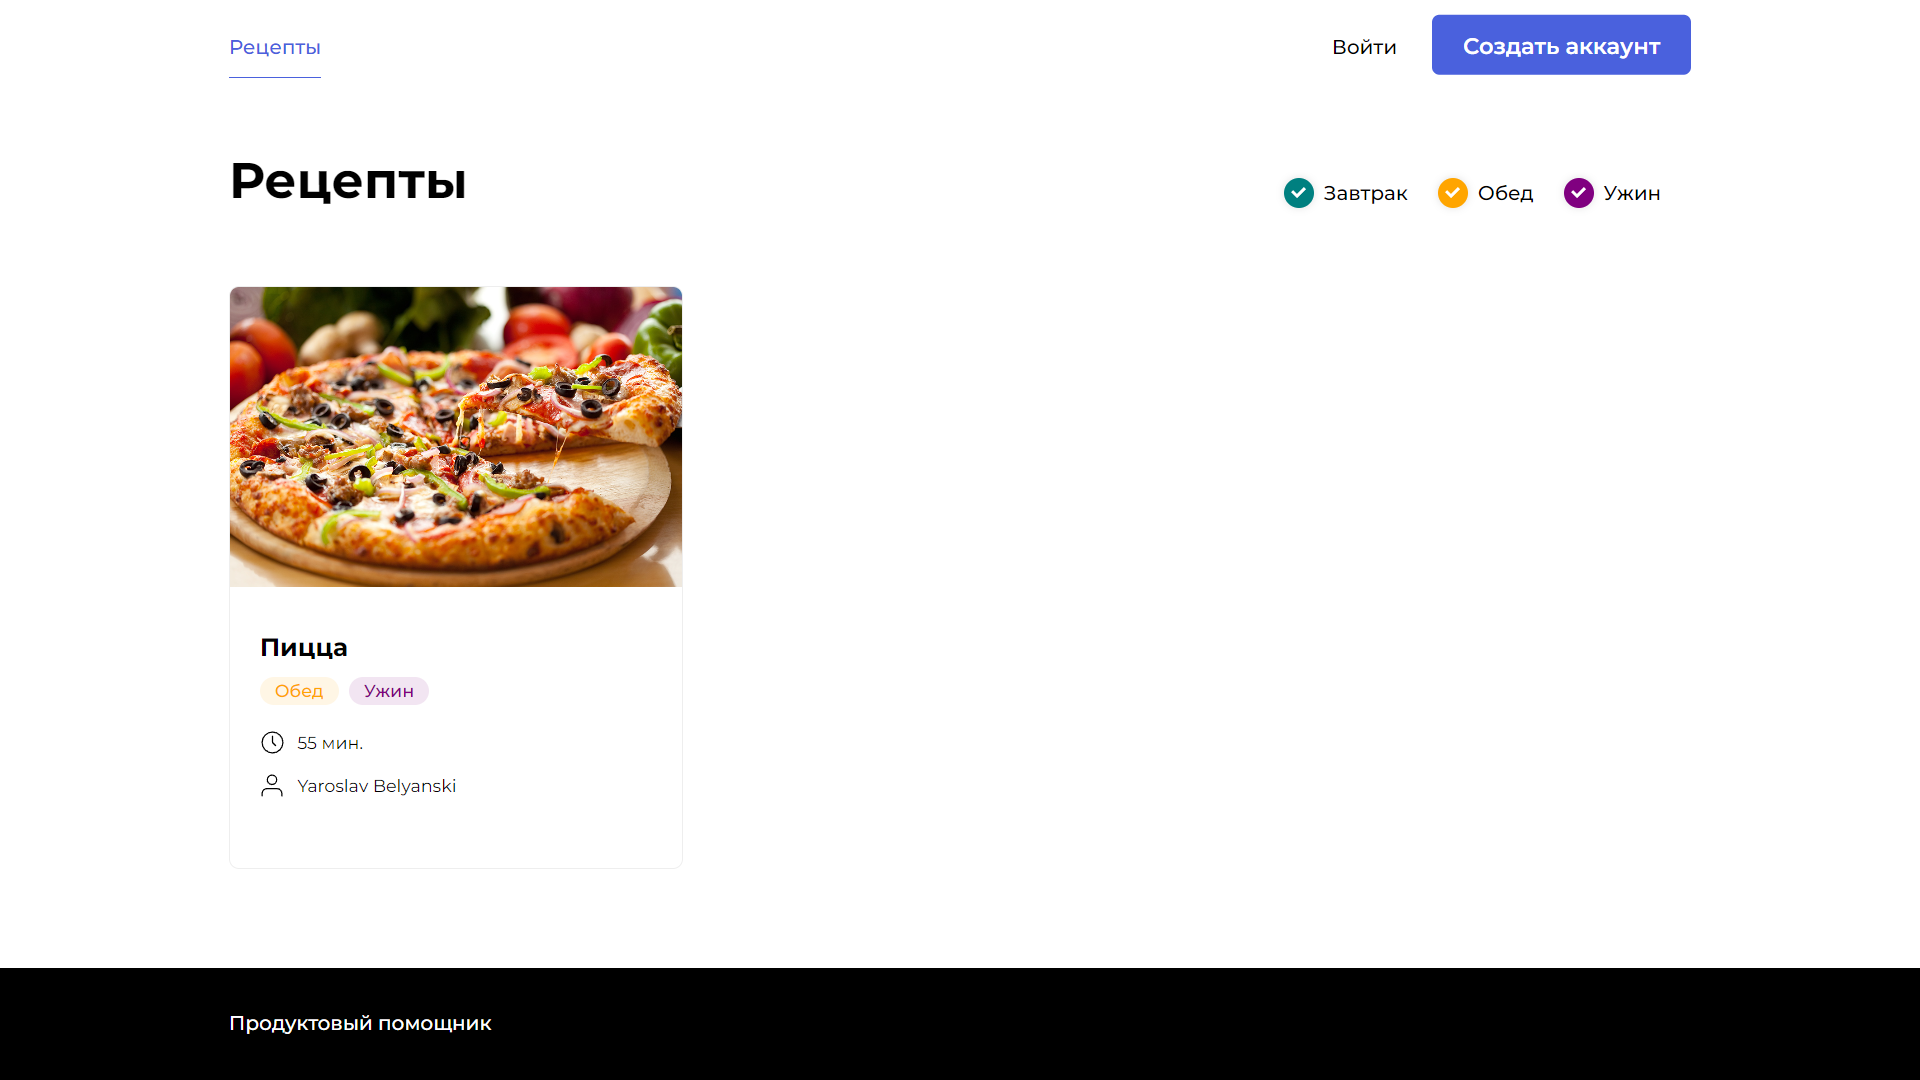 Рецепты
Войти
Создать аккаунт
Рецепты
Завтрак
Обед
Ужин
Пицца
Обед
Ужин
55 мин.
Yaroslav Belyanski
Продуктовый помощник